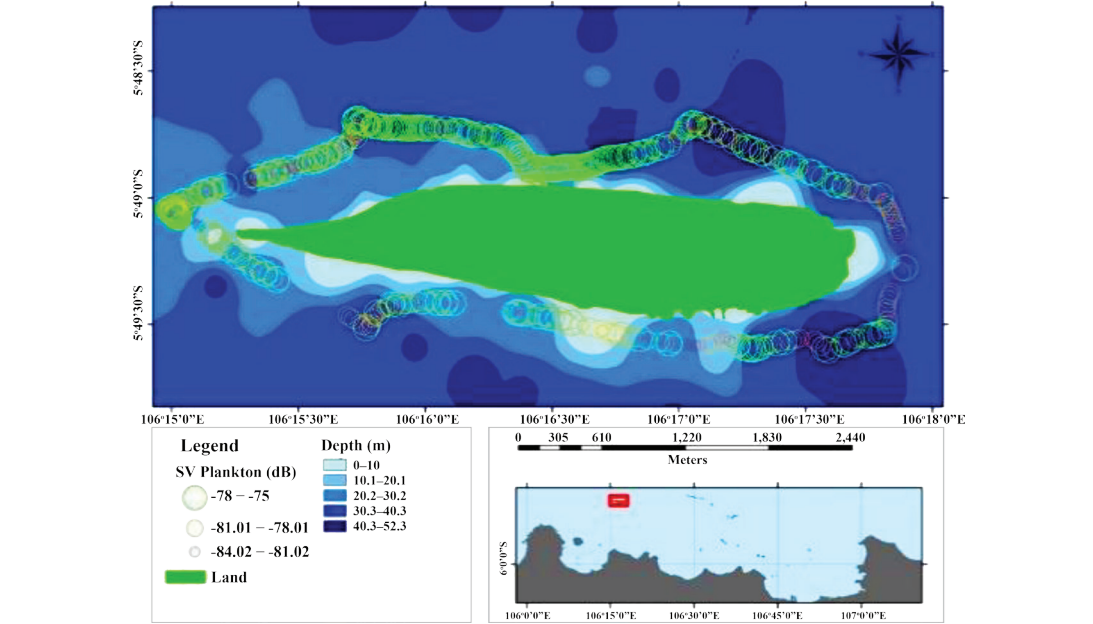 5°48'30"S
5°49'0"S
5°49'30"S
106°15'0"E
106°15'30"E
106°16'0"E
106°16'30"E
106°17'0"E
106°17'30"E
106°18'0"E
Legend
SV Plankton (dB)
-78 – -75
-81.01 – -78.01
-84.02 – -81.02
Land
Depth (m)
0–10
10.1–20.1
20.2–30.2
30.3–40.3
40.3–52.3
0 305 610 1,220 1,830 2,440
Meters
6°0'0"S
106°0'0"E 106°15'0"E 106°30'0"E 106°45'0"E 107°0'0"E